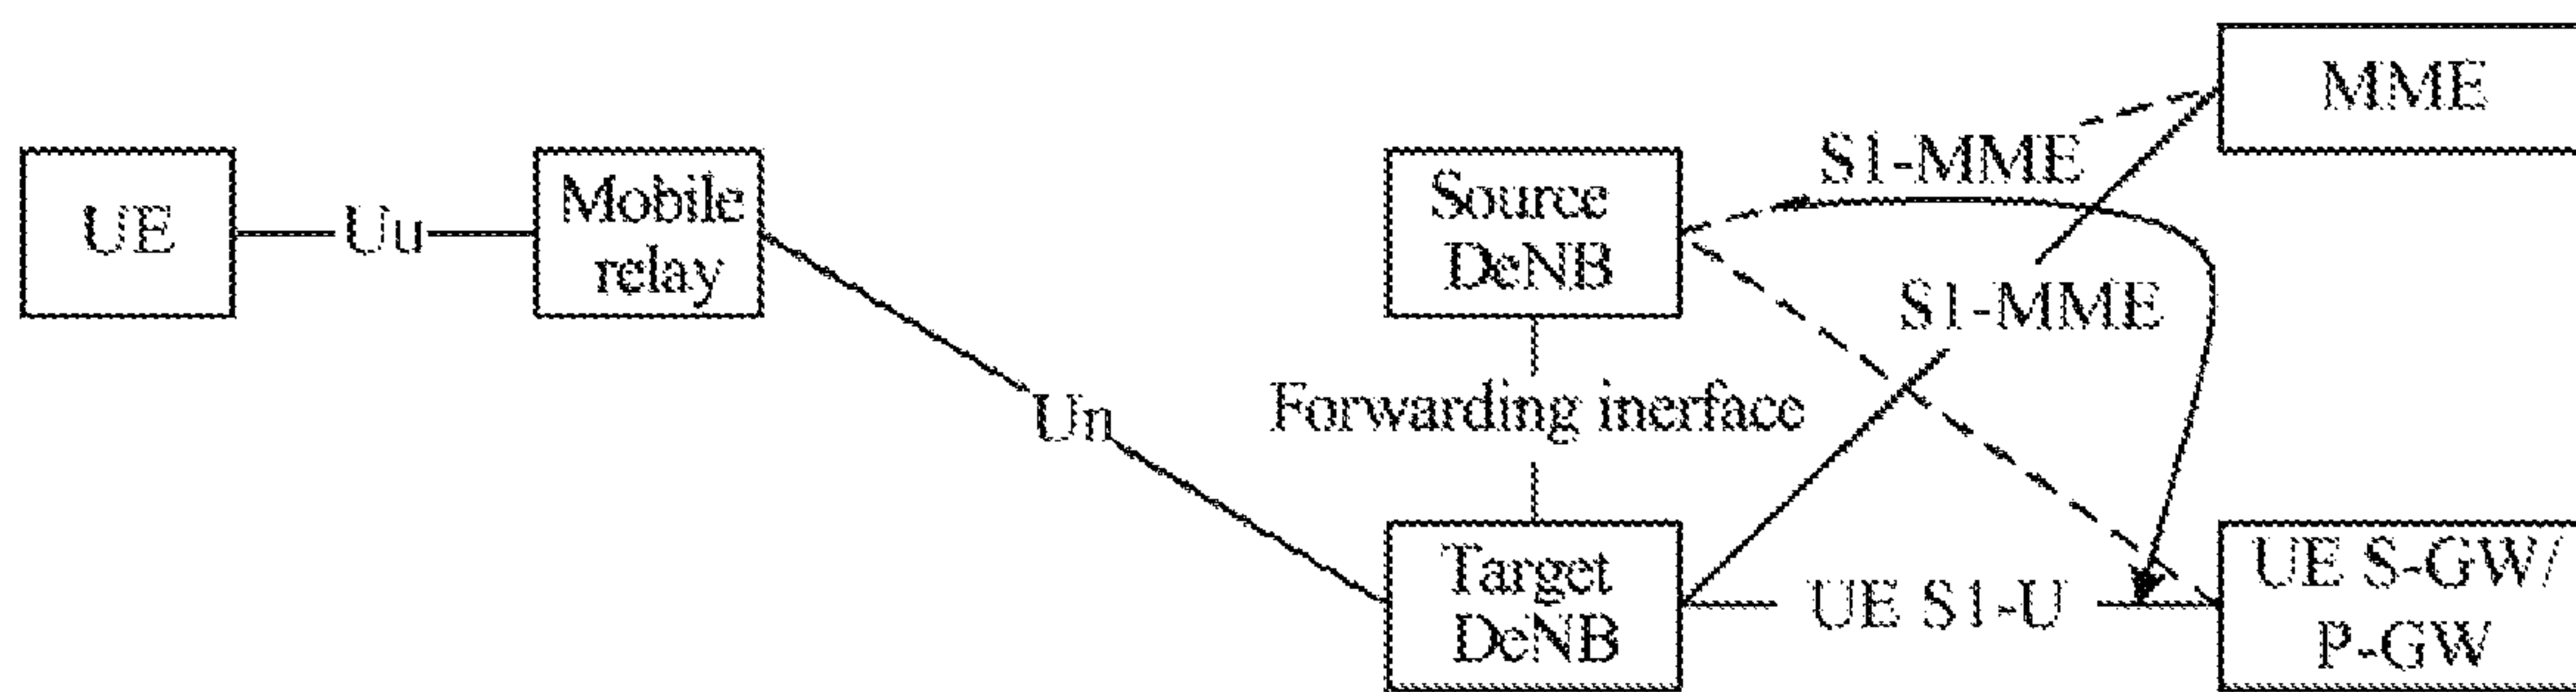 MME
S1-MME
UE
Uu
Mobile
relay
Source
DeNB
S1-MME
Forwarding inerface
Un
Target
DeNB
UE S1-U
UE S-GW/
P-GW